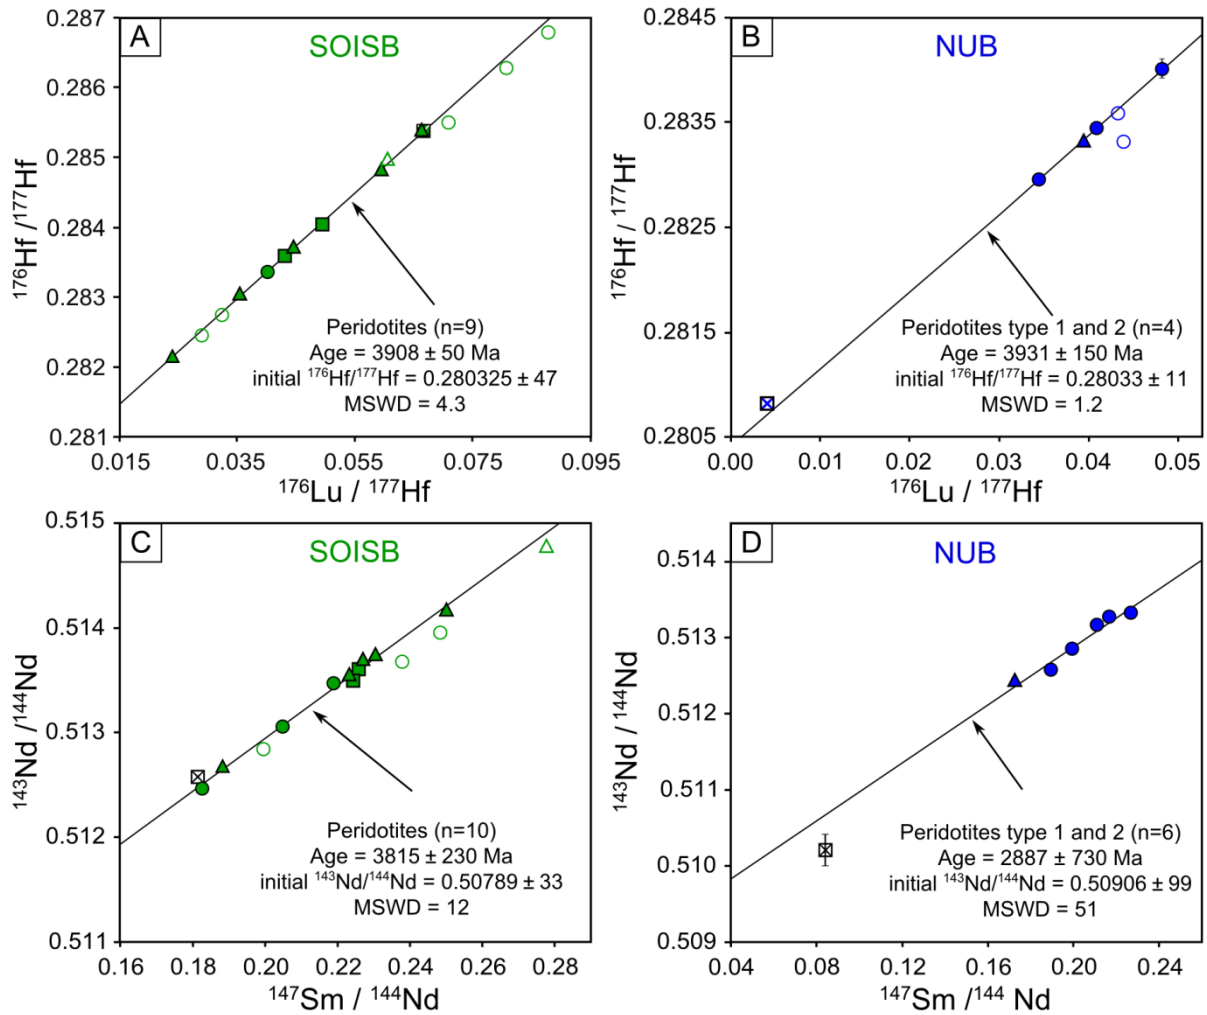 A
SOISB
0.287
0.286
0.285
0.284
0.283
0.282
0.281
¹⁷⁶Hf /¹⁷⁷Hf
Peridotites (n=9)
Age = 3908 ± 50 Ma
initial ¹⁷⁶Hf/¹⁷⁷Hf = 0.280325 ± 47
MSWD = 4.3
0.015 0.035 0.055 0.075 0.095
¹⁷⁶Lu / ¹⁷⁷Hf
B
NUB
0.2845
0.2835
0.2825
0.2815
0.2805
¹⁷⁶Hf / ¹⁷⁷Hf
Peridotites type 1 and 2 (n=4)
Age = 3931 ± 150 Ma
initial ¹⁷⁶Hf/¹⁷⁷Hf = 0.28033 ± 11
MSWD = 1.2
0.00 0.01 0.02 0.03 0.04 0.05
¹⁷⁶Lu / ¹⁷⁷Hf
C
SOISB
0.515
0.514
0.513
0.512
0.511
¹⁴³Nd /¹⁴⁴Nd
Peridotites (n=10)
Age = 3815 ± 230 Ma
initial ¹⁴³Nd/¹⁴⁴Nd = 0.50789 ± 33
MSWD = 12
0.16 0.18 0.20 0.22 0.24 0.26 0.28
¹⁴⁷Sm / ¹⁴⁴Nd
D
NUB
0.514
0.513
0.512
0.511
0.510
0.509
¹⁴³Nd / ¹⁴⁴Nd
Peridotites type 1 and 2 (n=6)
Age = 2887 ± 730 Ma
initial ¹⁴³Nd/¹⁴⁴Nd = 0.50906 ± 99
MSWD = 51
0.04 0.08 0.12 0.16 0.20 0.24
¹⁴⁷Sm /¹⁴⁴ Nd